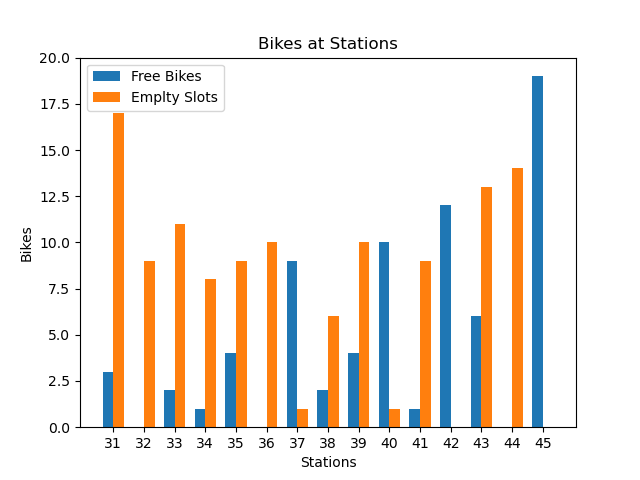 Bikes at Stations
Free Bikes
Emplty Slots
20.0
17.5
15.0
12.5
10.0
7.5
5.0
2.5
0.0
Bikes
31 32 33 34 35 36 37 38 39 40 41 42 43 44 45
Stations